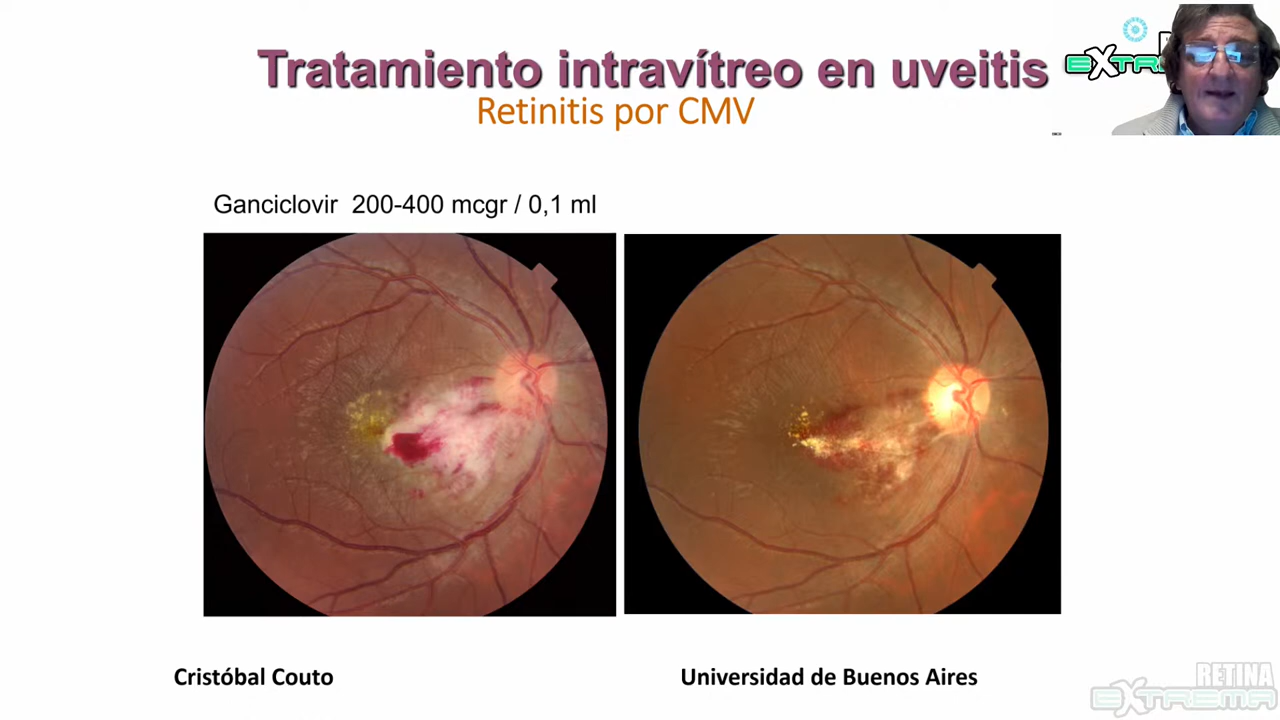 Tratamiento intravítreo en uveitis
Retinitis por CMV
Ganciclovir 200-400 mcgr / 0,1 ml
Cristóbal Couto
Universidad de Buenos Aires
RETINA
EXTREMA